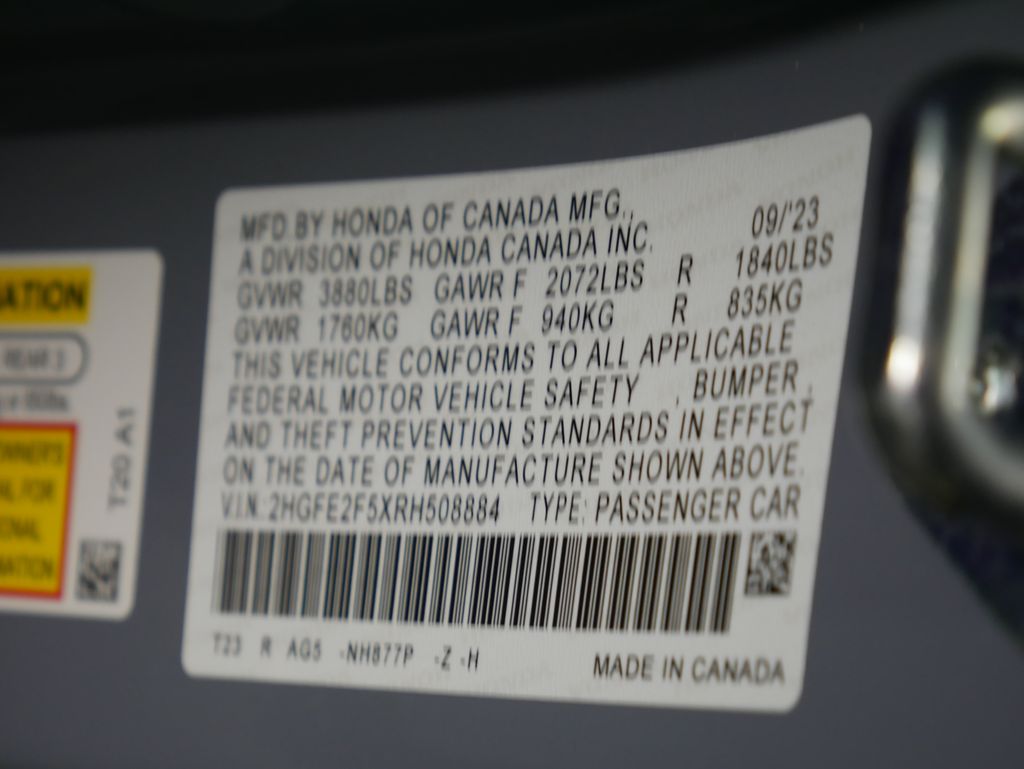 MFD BY HONDA OF CANADA MFG., 09/'23
A DIVISION OF HONDA CANADA INC.
GVWR 3880LBS GAWR F 2072LBS R 1840LBS
GVWR 1760KG GAWR F 940KG R 835KG
THIS VEHICLE CONFORMS TO ALL APPLICABLE
FEDERAL MOTOR VEHICLE SAFETY , BUMPER ,
AND THEFT PREVENTION STANDARDS IN EFFECT
ON THE DATE OF MANUFACTURE SHOWN ABOVE.
V.I.N. 2HGFE2F5XRH508884 TYPE: PASSENGER CAR
T23 R AG5 -NH877P -Z -H
MADE IN CANADA
REAR 3
FOR
T20 A1